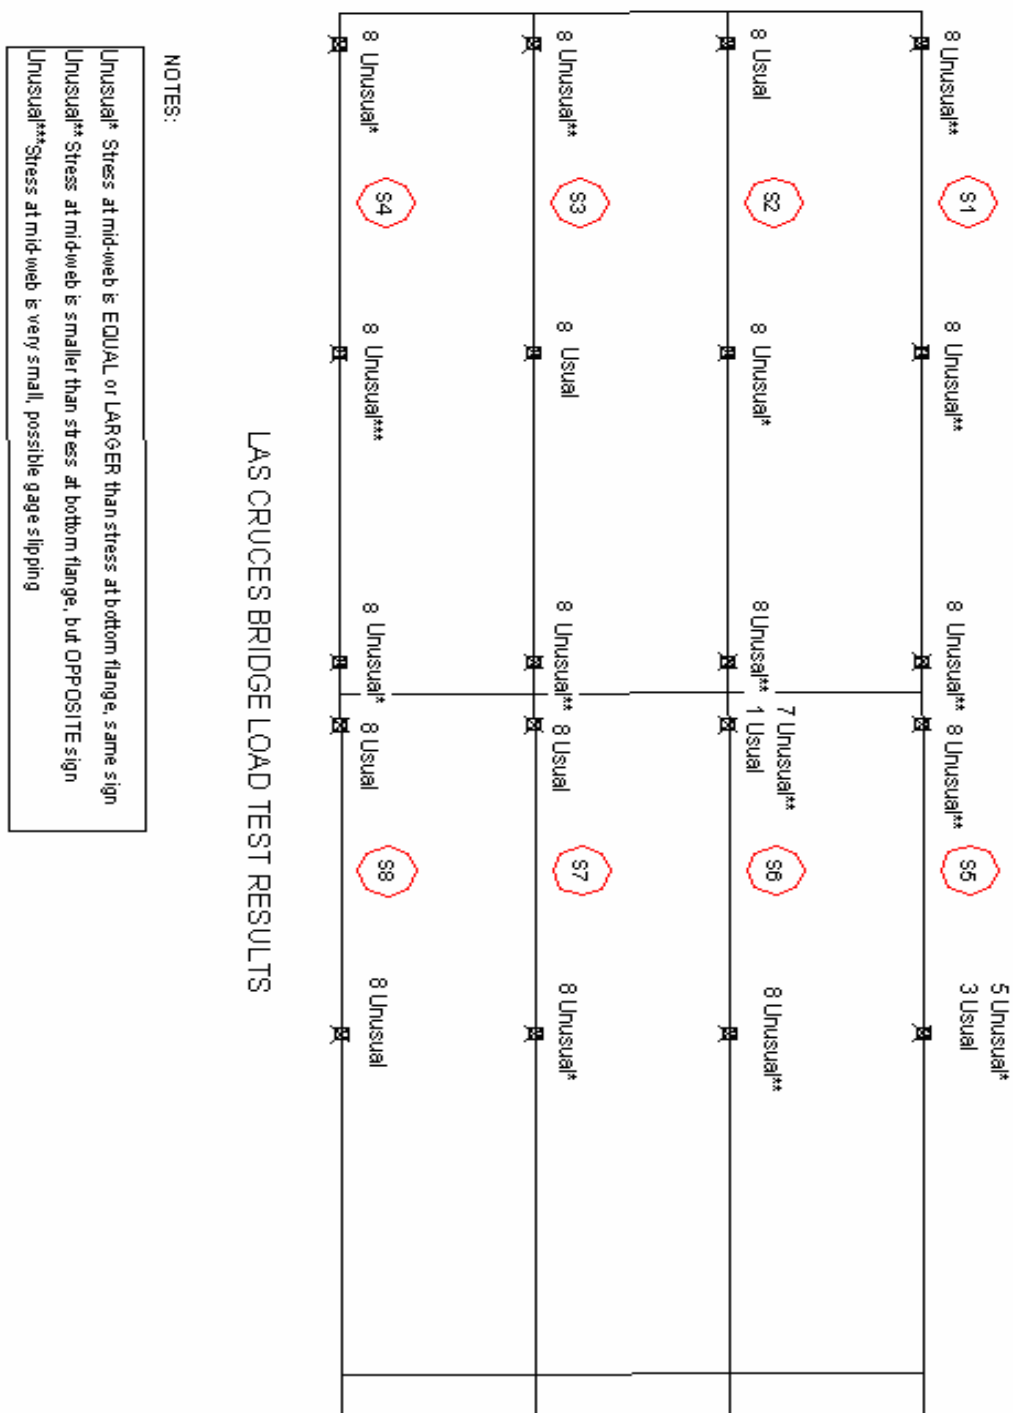 8 Unusual**
8 Unusual**
8 Unusual**
8 Unusual**
5 Unusual*
3 Usual
S1
S5
8 Usual
8 Unusual*
8Unusal**
7 Unusual**
1 Usual
8 Unusual**
S2
S6
8 Unusual**
8 Usual
8 Unusual**
8 Usual
8 Unusual*
S3
S7
8 Unusual*
8 Unusual***
8 Unusual*
8 Usual
8 Unusual
S4
S8
LAS CRUCES BRIDGE LOAD TEST RESULTS
NOTES:
Unusual* Stress at mid-web is EQUAL or LARGER than stress at bottom flange, same sign
Unusual** Stress at mid-web is smaller than stress at bottom flange, but OPPOSITE sign
Unusual***Stress at mid-web is very small, possible gage slipping